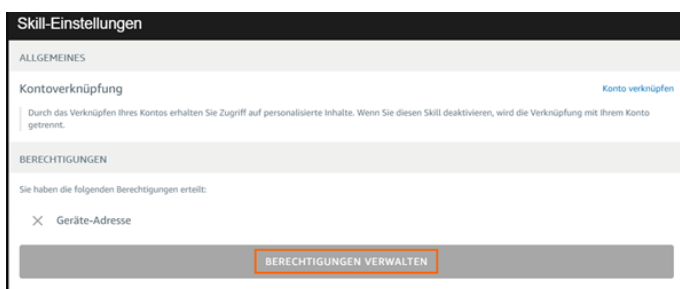 Skill-Einstellungen
ALLGEMEINES
Kontoverknüpfung
Konto verknüpfen
Durch das Verknüpfen Ihres Kontos erhalten Sie Zugriff auf personalisierte Inhalte. Wenn Sie diesen Skill deaktivieren, wird die Verknüpfung mit Ihrem Konto
getrennt.
BERECHTIGUNGEN
Sie haben die folgenden Berechtigungen erteilt:
Geräte-Adresse
BERECHTIGUNGEN VERWALTEN